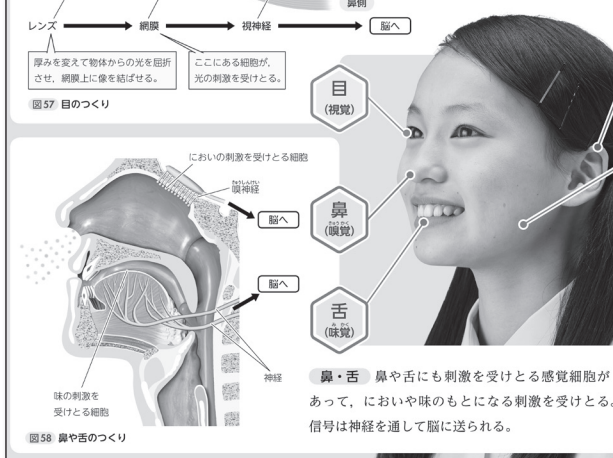 鼻側
レンズ
網膜
視神経
脳へ
厚みを変えて物体からの光を屈折
させ，網膜上に像を結ばせる。
ここにある細胞が，
光の刺激を受けとる。
図57 目のつくり
目
(視覚)
鼻
きゅうかく
(嗅覚)
舌
みかく
(味覚)
においの刺激を受けとる細胞
きゅうしんけい
嗅神経
脳へ
脳へ
神経
味の刺激を
受けとる細胞
図58 鼻や舌のつくり
鼻・舌 鼻や舌にも刺激を受けとる感覚細胞が
あって，においや味のもとになる刺激を受けとる。
信号は神経を通して脳に送られる。